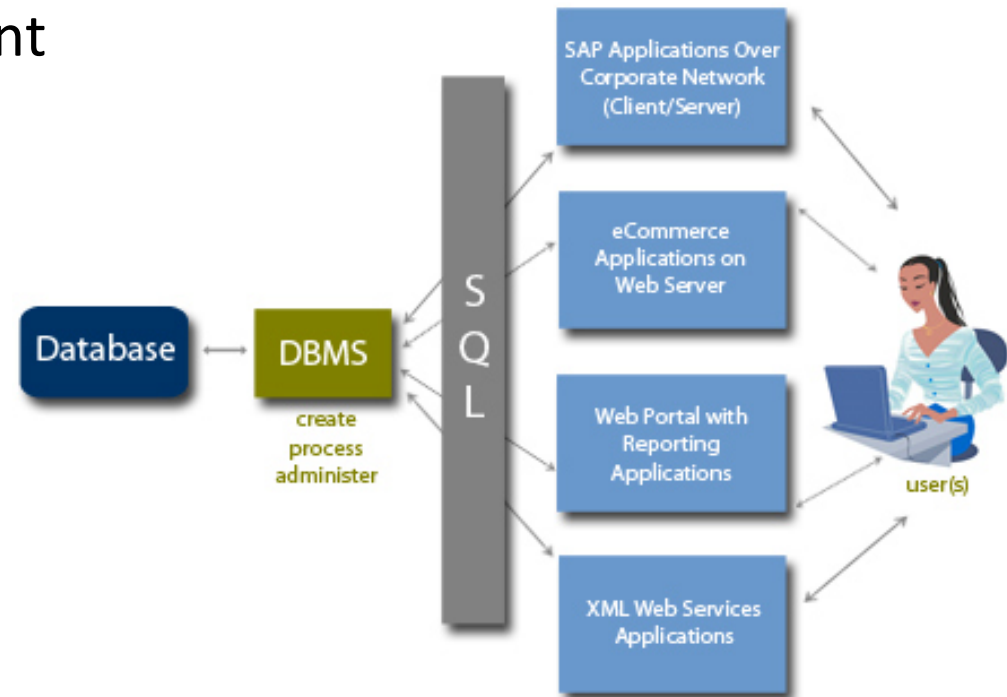 nt
SAP Applications Over
Corporate Network
(Client/Server)
eCommerce
Applications on
Web Server
S
Q
L
Database
DBMS
create
process
administer
Web Portal with
Reporting
Applications
user(s)
XML Web Services
Applications